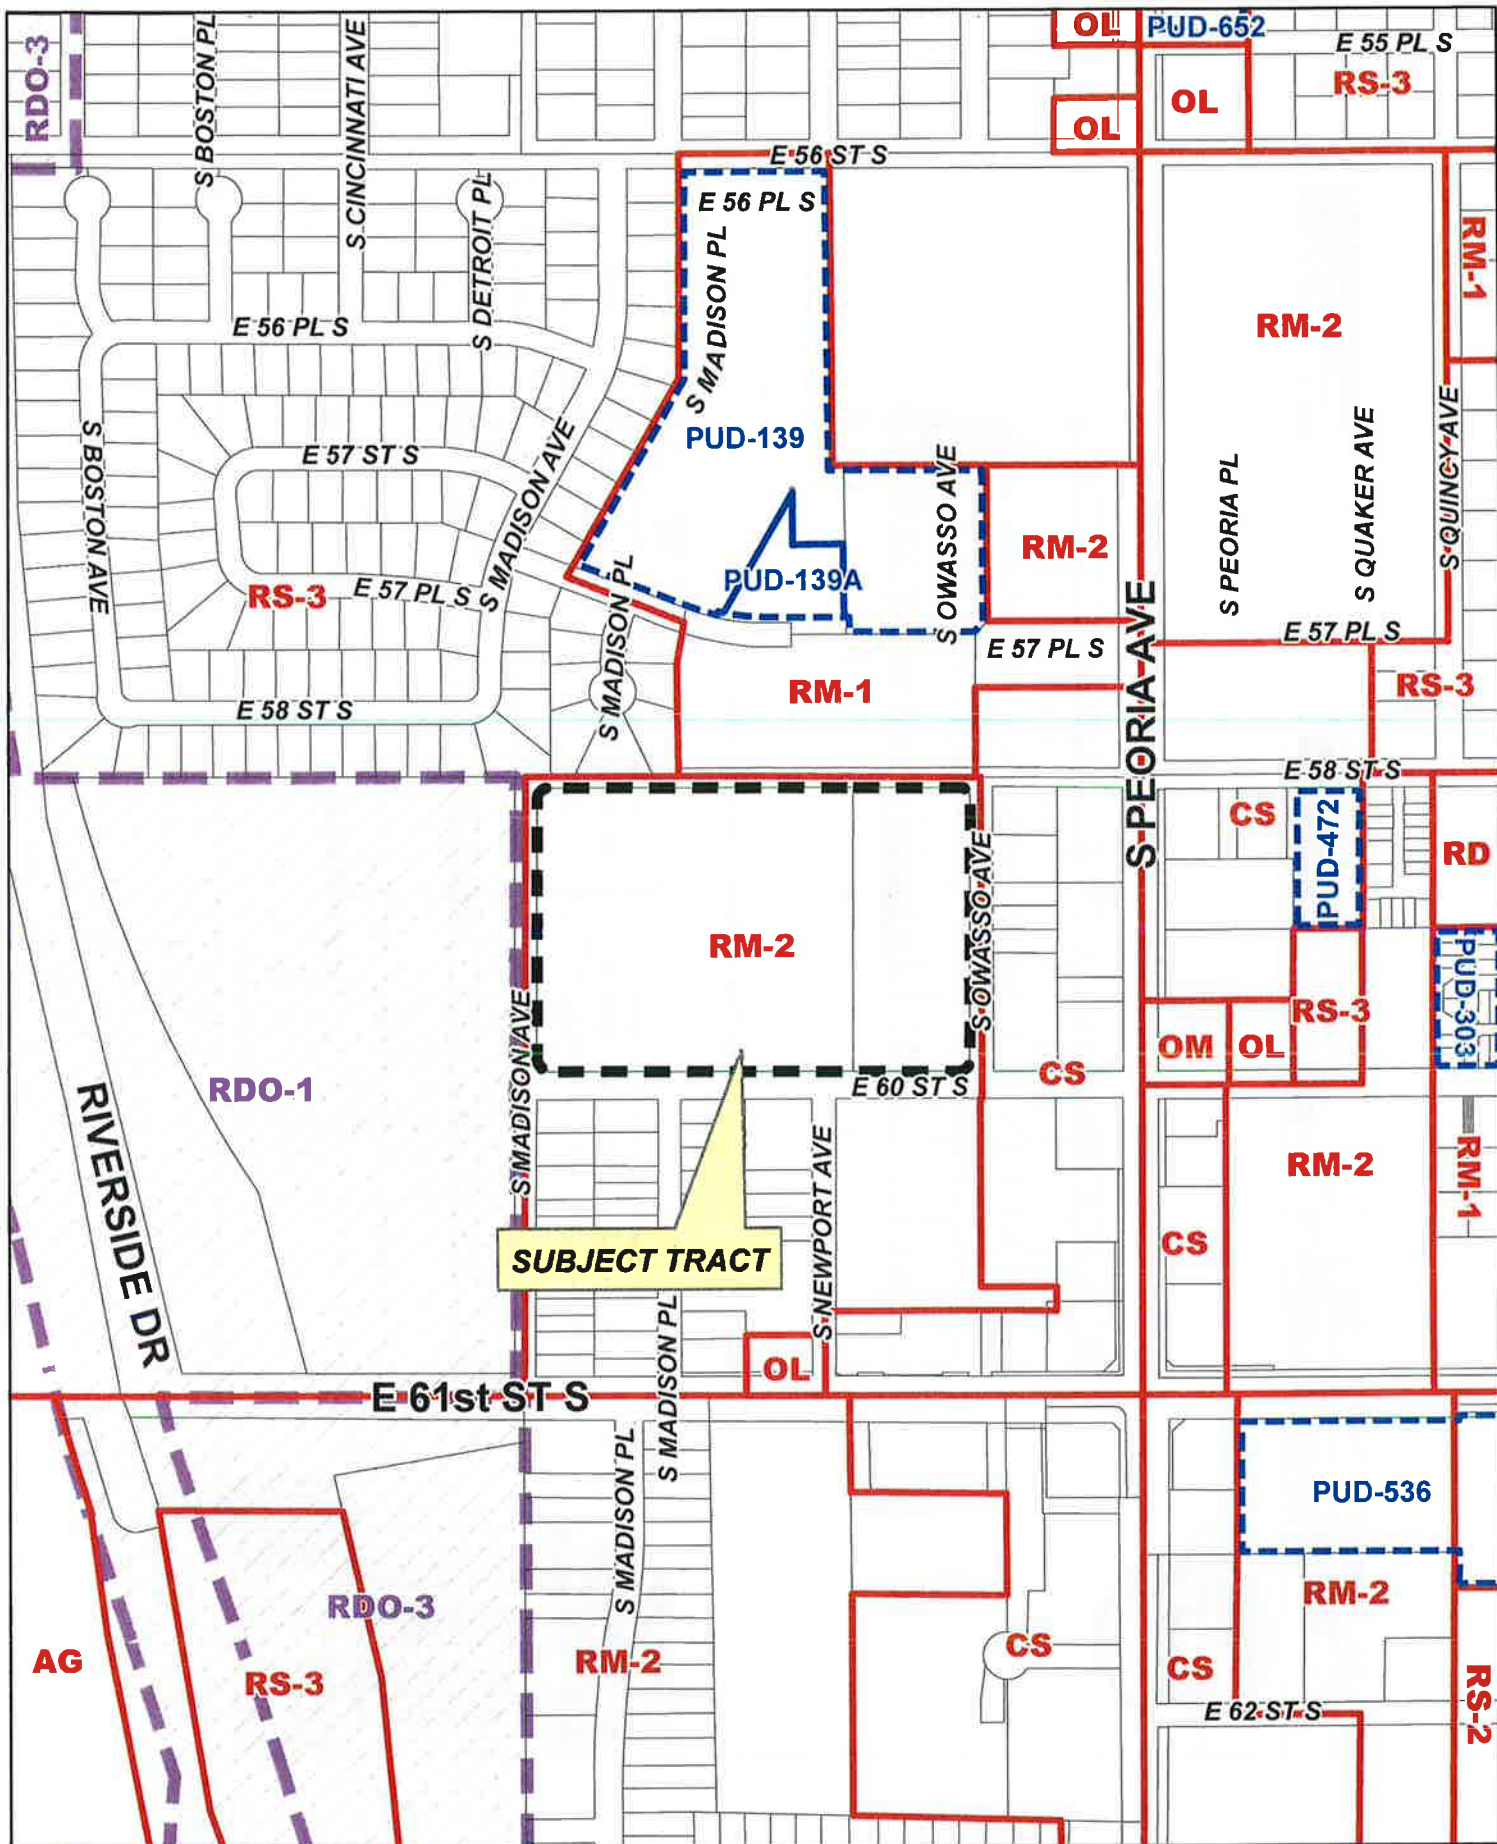 OL
PUD-652
E 55 PL S
RS-3
OL
OL
RDO-3
S BOSTON PL
S CINCINNATI AVE
E 56 ST S
S DETROIT PL
E 56 PL S
S MADISON PL
RM-1
RM-2
E 56 PL S
PUD-139
S BOSTON AVE
E 57 ST S
S MADISON AVE
S OWASSO AVE
S PEORIA PL
S QUAKER AVE
S QUINCY AVE
RM-2
PUD-139A
RS-3
E 57 PL S
S MADISON PL
E 57 PL S
E 57 PL S
RM-1
RS-3
E 58 ST S
S PEORIA AVE
E 58 ST S
CS
PUD-472
RD
RM-2
S OWASSO AVE
PUD-303
RS-3
OM
OL
S MADISON AVE
RDO-1
CS
E 60 ST S
RIVERSIDE DR
S NEWPORT AVE
RM-2
RM-1
CS
SUBJECT TRACT
S MADISON PL
OL
E 61st ST S
S MADISON PL
PUD-536
RDO-3
RM-2
AG
RS-3
RM-2
CS
CS
RS-2
E 62 ST S